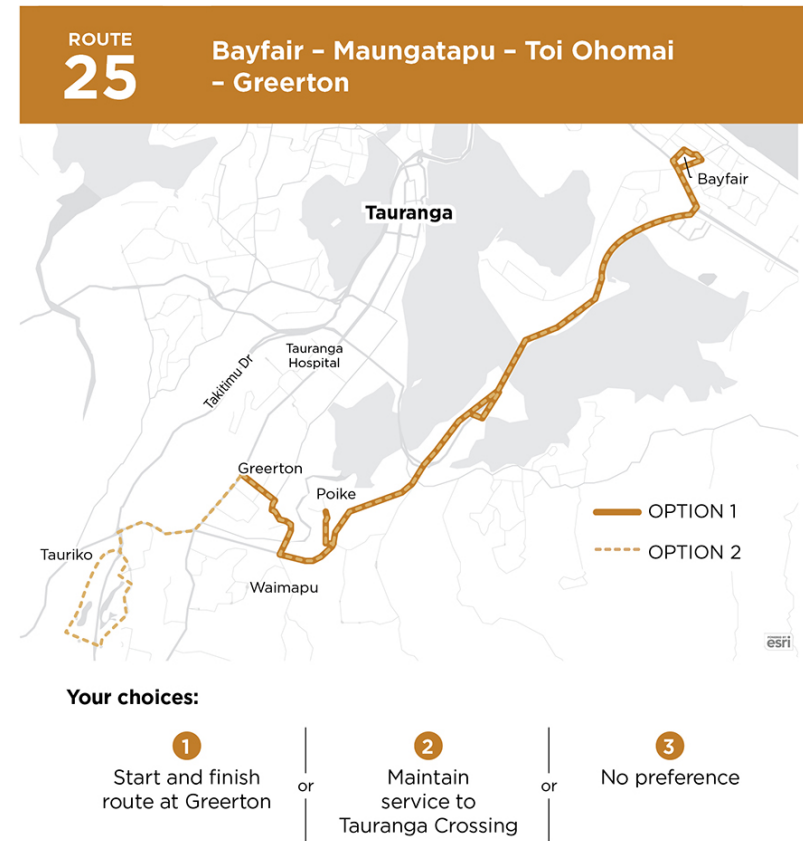 ROUTE
25
Bayfair – Maungatapu – Toi Ohomai
– Greerton
Bayfair
Tauranga
Tauranga
Hospital
Takitimu Dr
Greerton
Poike
OPTION 1
OPTION 2
Tauriko
Waimapu
POWERED BY
esri
Your choices:
1
Start and finish
route at Greerton
or
2
Maintain
service to
Tauranga Crossing
or
3
No preference